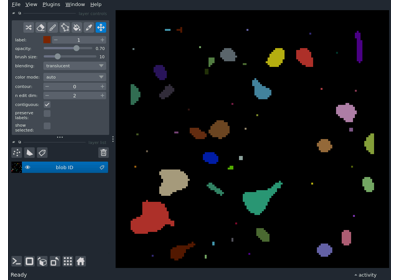 File View Plugins Window Help
label: 1
opacity: 0.70
brush size: 10
blending: translucent
color mode: auto
contour: 0
n edit dim: 2
contiguous:
preserve
labels:
show
selected:
blob ID
Ready
activity